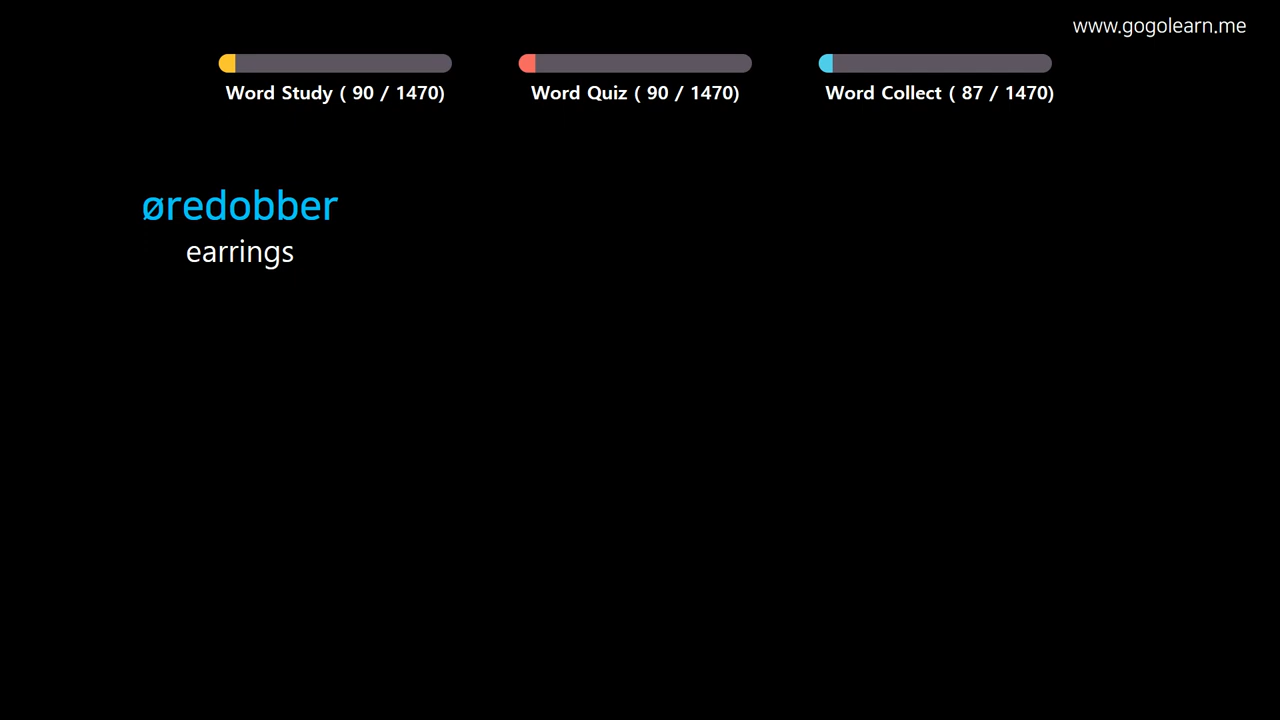 www.gogolearn.me
Word Study ( 90 / 1470)
Word Quiz ( 90 / 1470)
Word Collect ( 87 / 1470)
øredobber
earrings